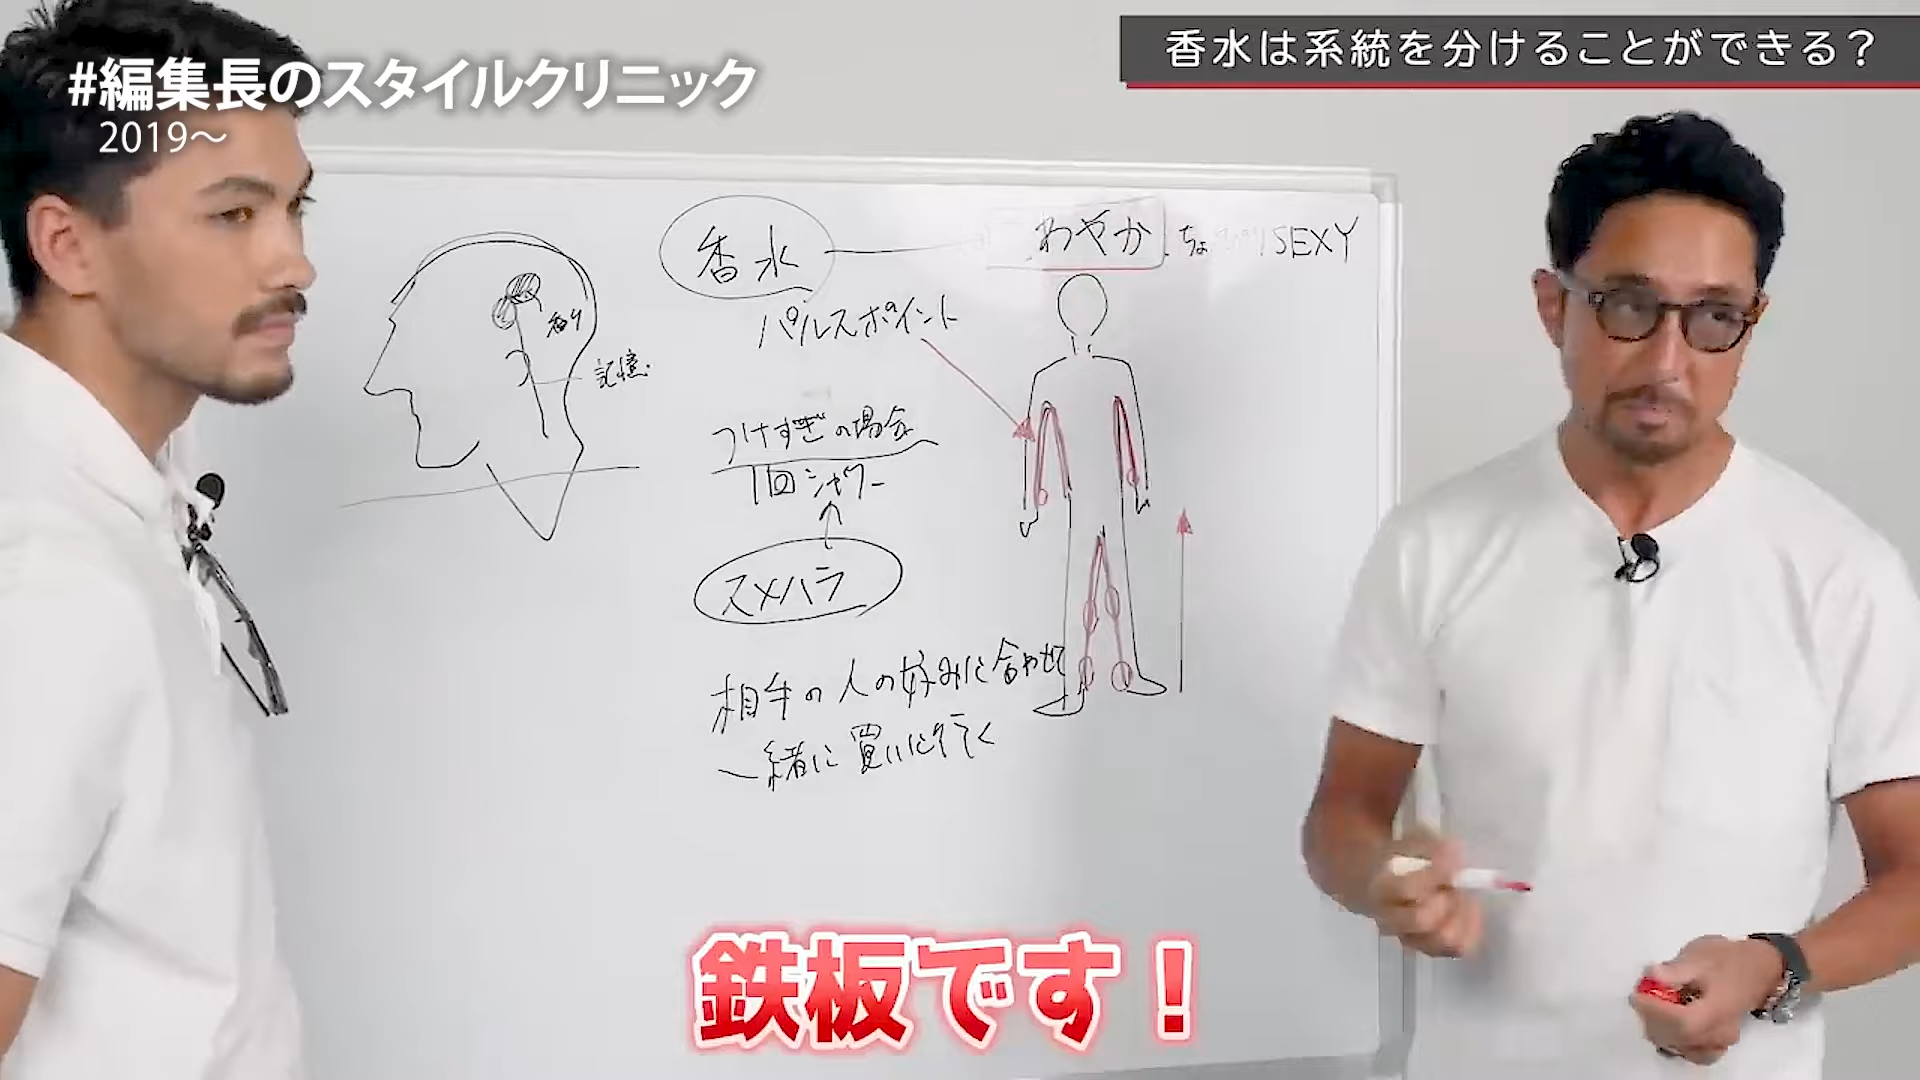 #編集長のスタイルクリニック
2019～
香水は系統を分けることができる？
香水
わやか ちょ SEXY
パルスポイント
香り
記憶
つけすぎの場合
1回シャワー
スメハラ
相手の人の好みに合わせて
一緒に買いに行く
鉄板です！